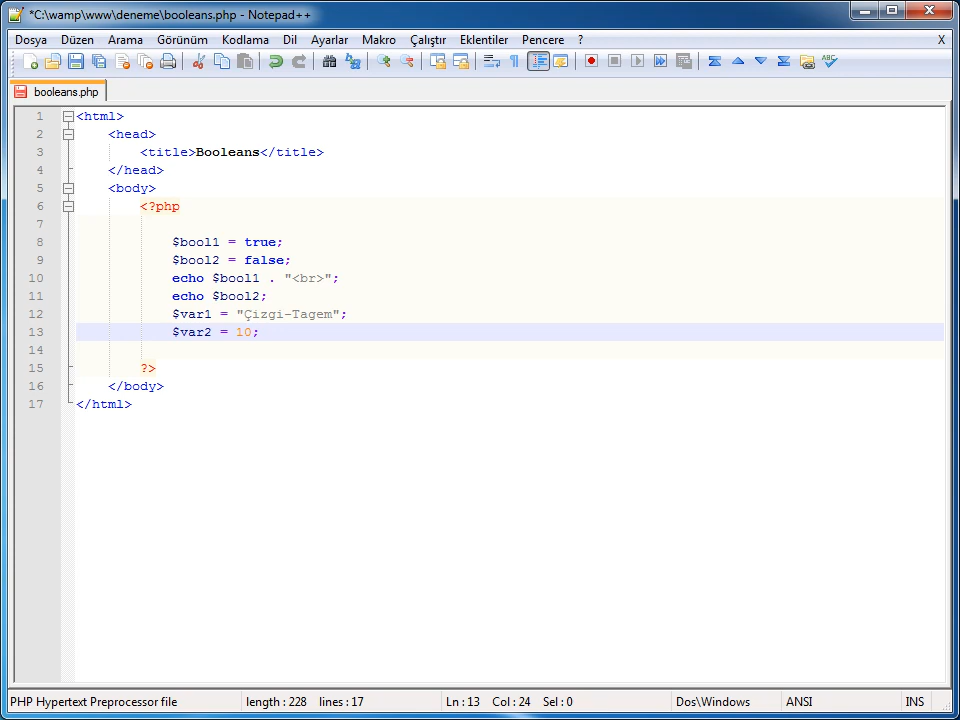 *C:\wamp\www\deneme\booleans.php - Notepad++
Dosya Düzen Arama Görünüm Kodlama Dil Ayarlar Makro Çalıştır Eklentiler Pencere ? X
booleans.php
1 <html>
2 <head>
3 <title>Booleans</title>
4 </head>
5 <body>
6 <?php
7
8 $bool1 = true;
9 $bool2 = false;
10 echo $bool1 . "<br>";
11 echo $bool2;
12 $var1 = "Çizgi-Tagem";
13 $var2 = 10;
14
15 ?>
16 </body>
17 </html>
PHP Hypertext Preprocessor file length : 228 lines : 17 Ln : 13 Col : 24 Sel : 0 Dos\Windows ANSI INS